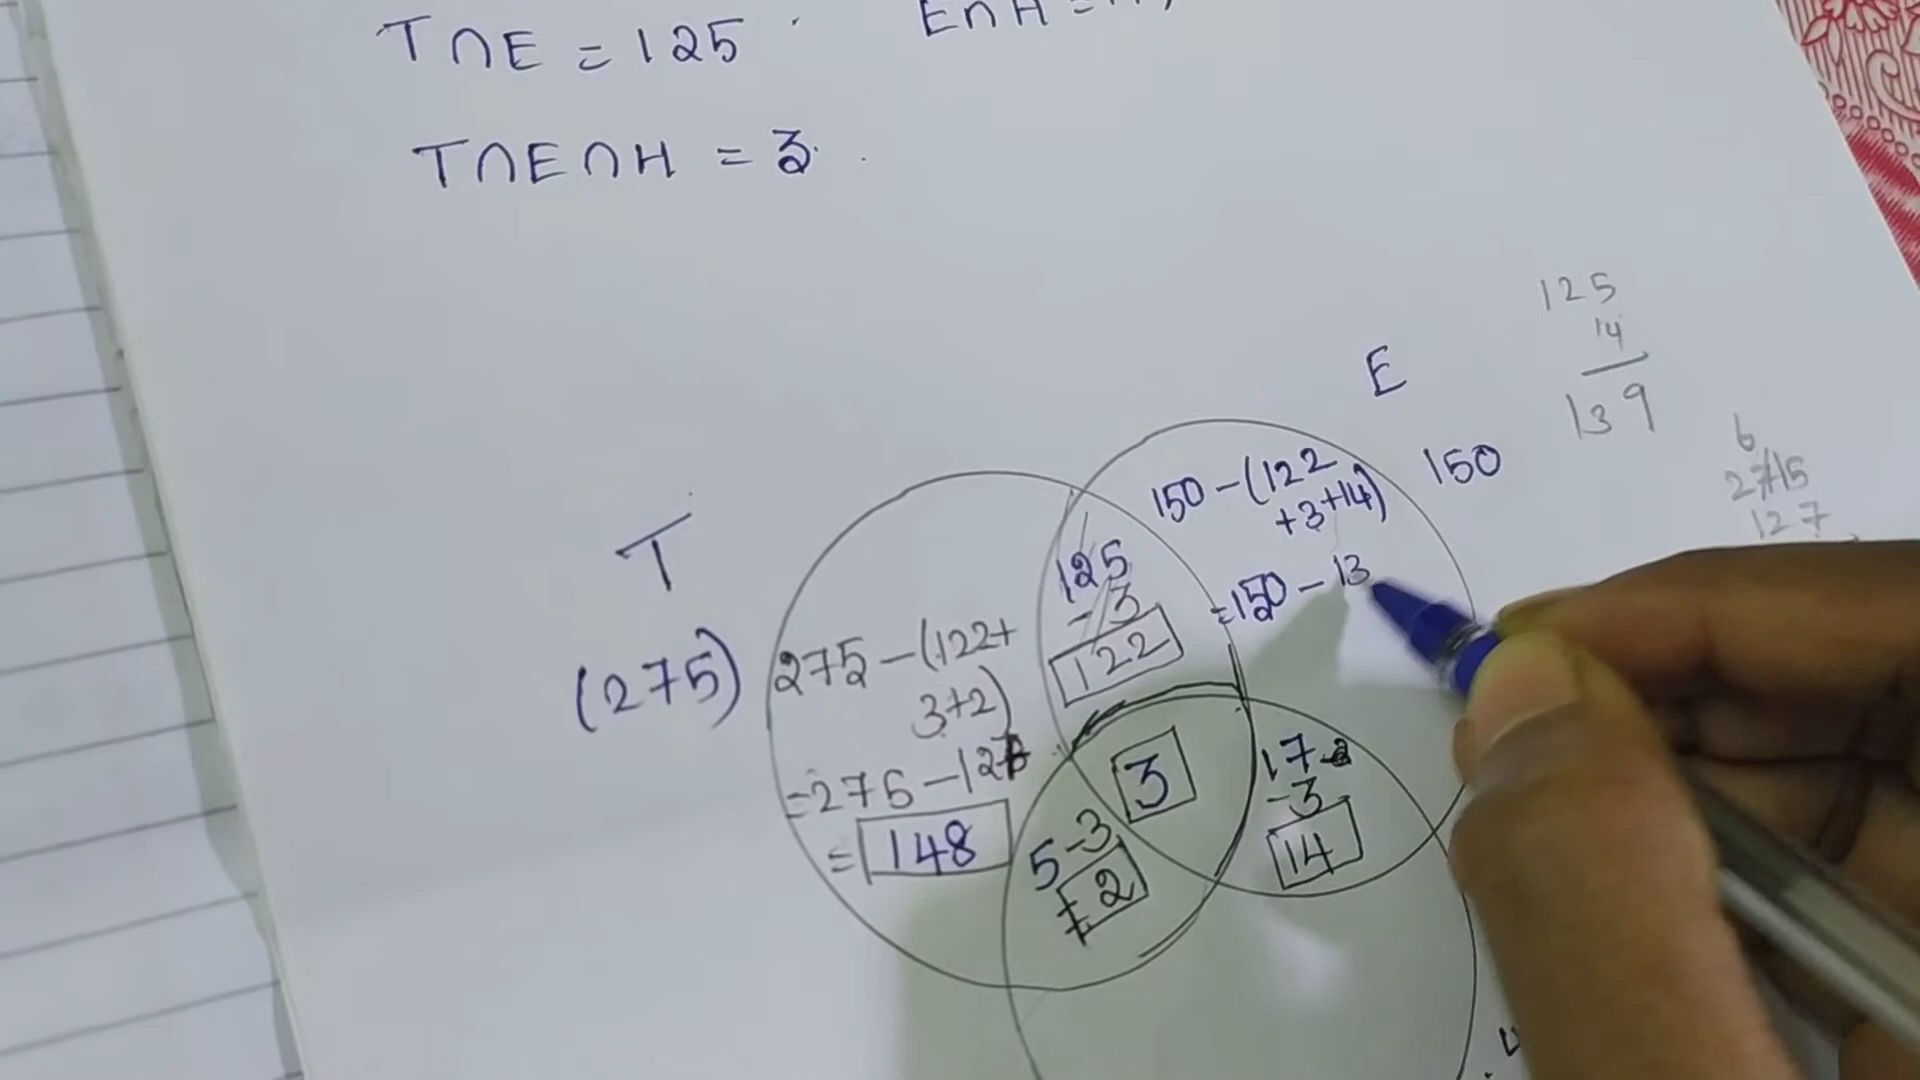 T∩E = 125
E∩H =
T∩E∩H = 3
125
14
139
E
150
150 - (122
+3+14)
= 150 - 13
6
2715
127
T
(275)
275 - (122+
3+2)
= 275 - 127
= 148
125
- 3
122
3
17
- 3
14
5 - 3
= 2